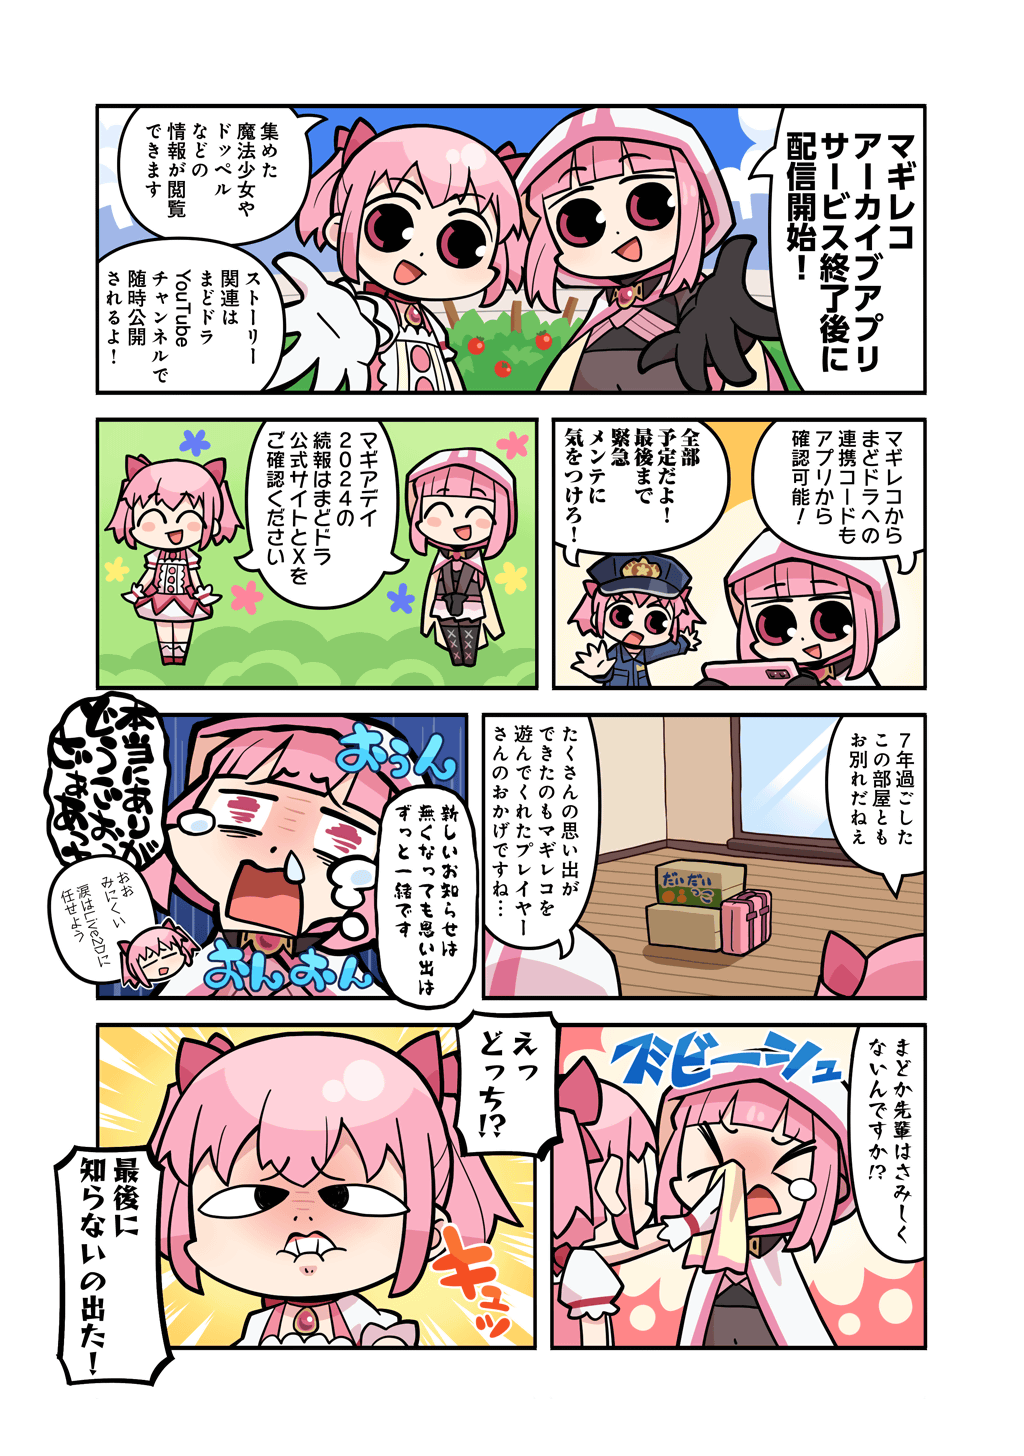 マギレコ
アーカイブアプリ
サービス終了後に
配信開始！
集めた
魔法少女や
ドッペル
などの
情報が閲覧
できます
ストーリー
関連は
まどドラ
YouTube
チャンネルで
随時公開
されるよ！
マギレコから
まどドラへの
連携コードも
アプリから
確認可能！
全部
予定だよ！
最後まで
緊急
メンテに
気をつけろ！
マギアデイ
2024の
続報はまどドラ
公式サイトとXを
ご確認ください
7年過ごした
この部屋とも
お別れだねえ
だいだい
っこ
たくさんの思い出が
できたのもマギレコを
遊んでくれたプレイヤー
さんのおかげですね…
おうん
新しいお知らせは
無くなっても思い出は
ずっと一緒です
おんおん
本当にありが
どうございお
おお
みにくい
涙はLive2Dに
任せよう
まどか先輩はさみしく
ないんですか!?
ズビーシュ
えっ
どっち!?
キュッ
最後に
知らないの出た！